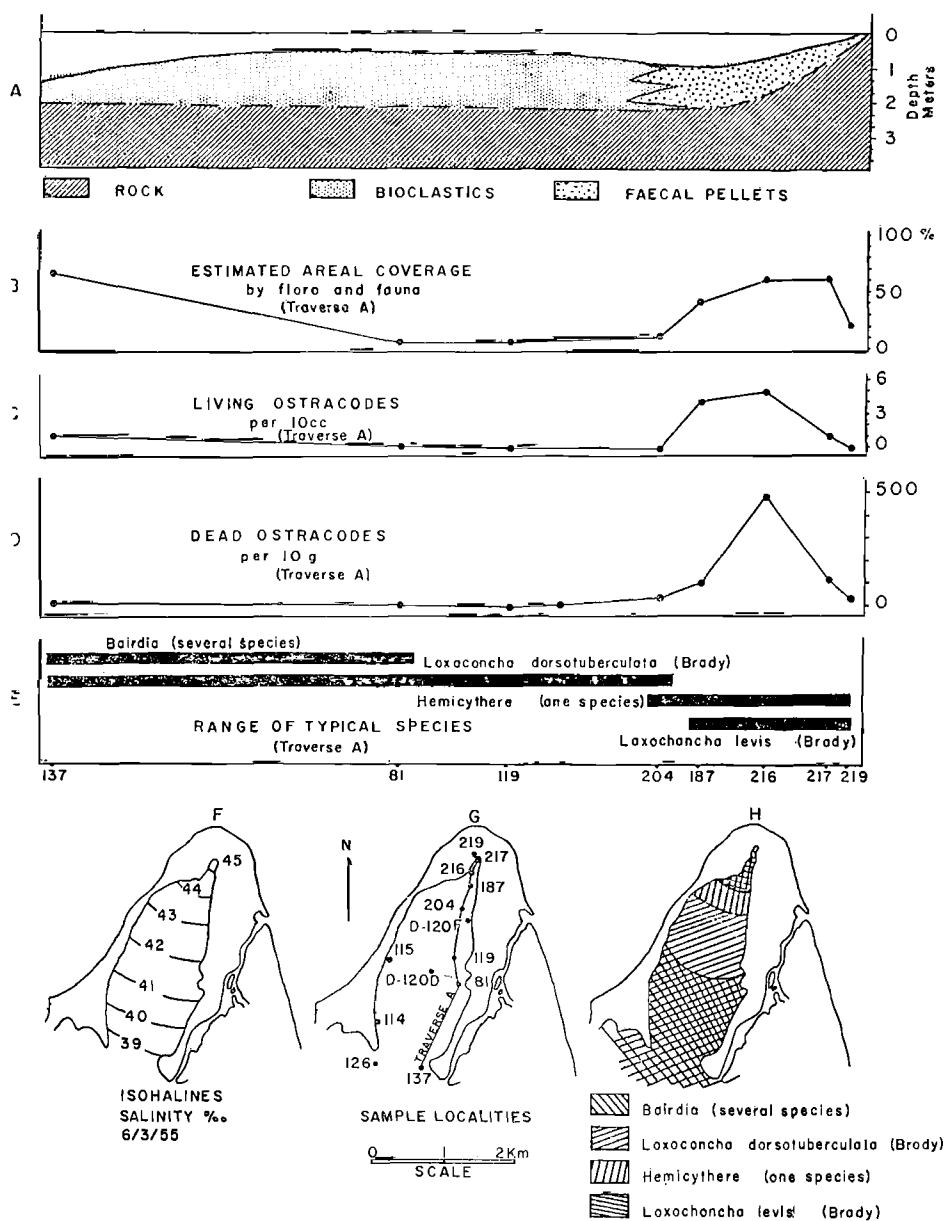 A
0
1
2
3
Depth
Meters
ROCK
BIOCLASTICS
FAECAL PELLETS
ESTIMATED AREAL COVERAGE
by flora and fauna
(Traverse A)
100 %
50
0
LIVING OSTRACODES
per 10cc
(Traverse A)
6
3
0
DEAD OSTRACODES
per 10 g
(Traverse A)
500
0
Bairdia (several species)
Loxaconcha dorsotuberculata (Brady)
Hemicythere (one species)
RANGE OF TYPICAL SPECIES
(Traverse A)
Laxochancha levis (Brady)
137 81 119 204 187 216 217 219
F
45
44
43
42
41
40
39
ISOHALINES
SALINITY ‰
6/3/55
N
G
219
217
216
187
204
D-120F
115
119
D-120D
81
TRAVERSE A
114
126
137
SAMPLE LOCALITIES
0 1 2 Km
SCALE
H
Bairdia (several species)
Loxoconcha dorsotuberculata (Brady)
Hemicythere (one species)
Loxochoncha levis (Brady)